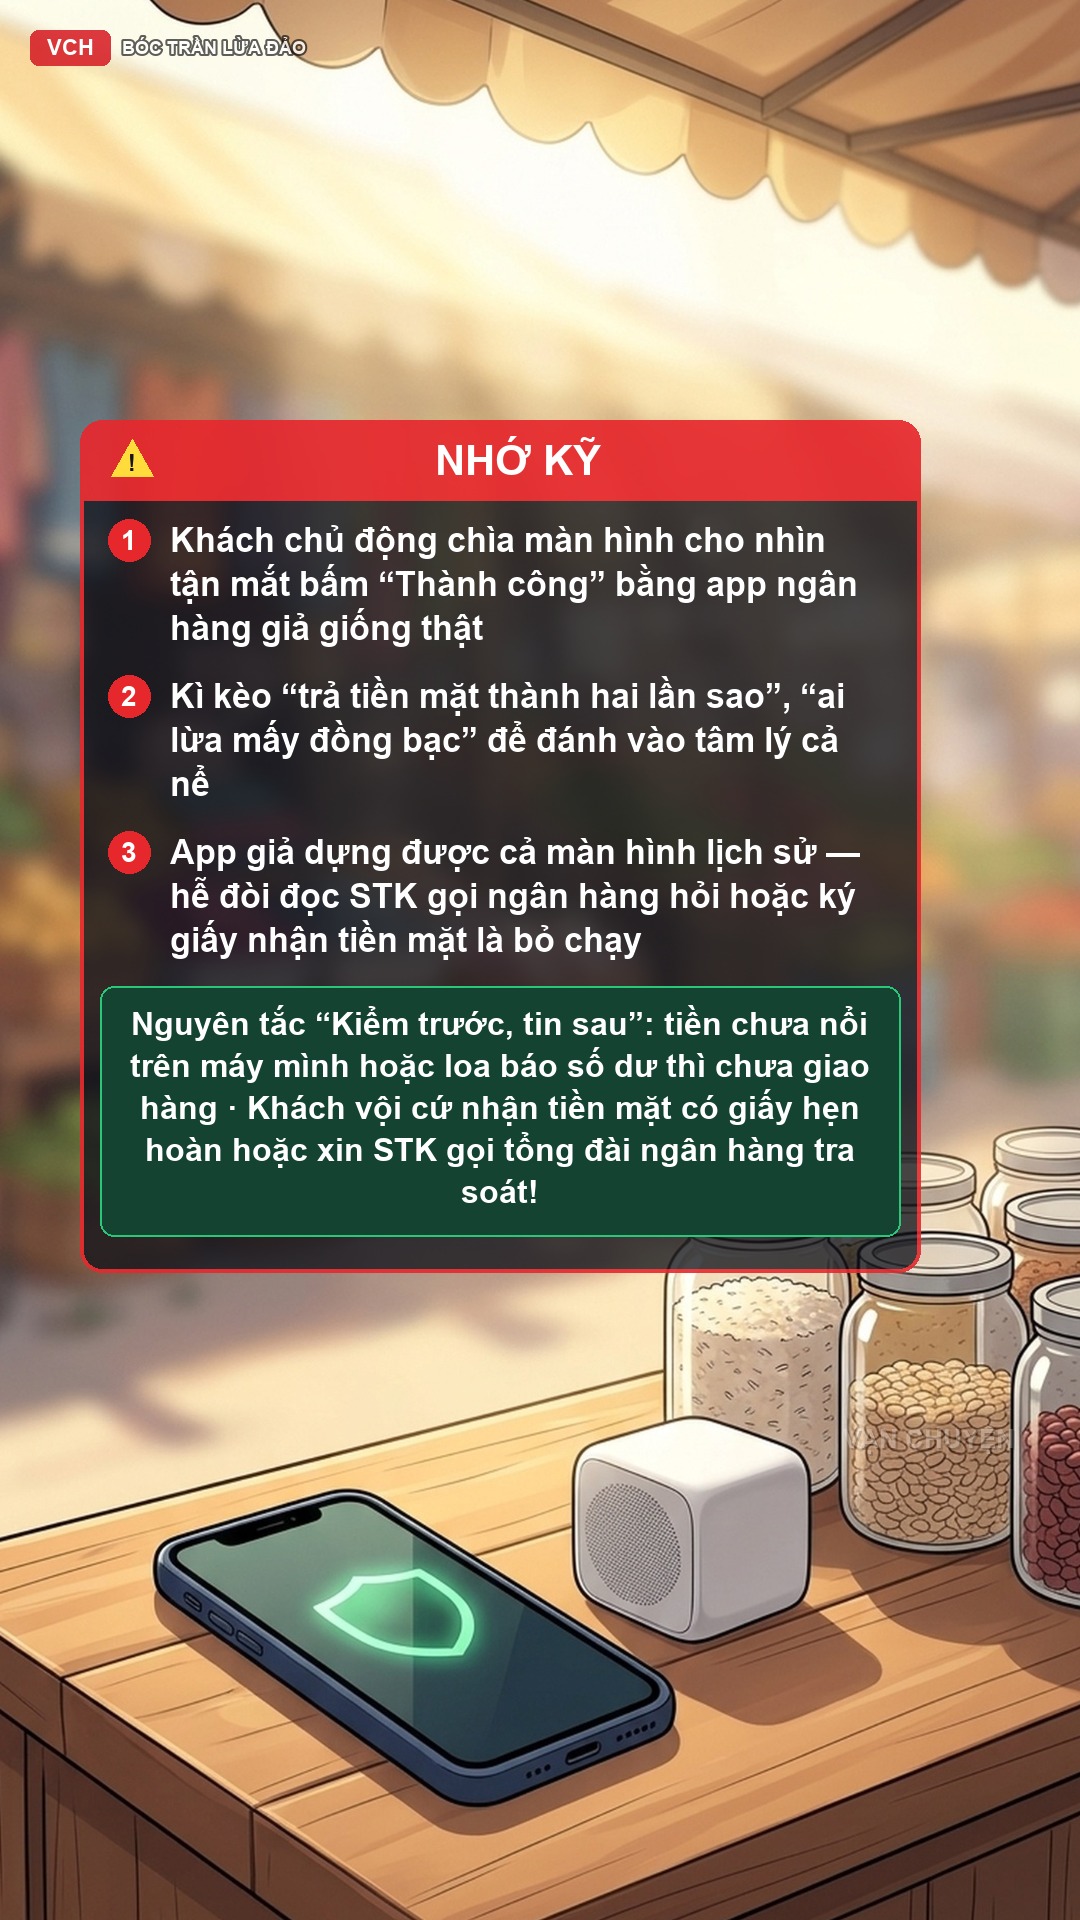 VCH BÓC TRẦN LỪA ĐẢO
NHỚ KỸ
1 Khách chủ động chìa màn hình cho nhìn
tận mắt bấm “Thành công” bằng app ngân
hàng giả giống thật
2 Kì kèo “trả tiền mặt thành hai lần sao”, “ai
lừa mấy đồng bạc” để đánh vào tâm lý cả
nể
3 App giả dựng được cả màn hình lịch sử —
hễ đòi đọc STK gọi ngân hàng hỏi hoặc ký
giấy nhận tiền mặt là bỏ chạy
Nguyên tắc “Kiểm trước, tin sau”: tiền chưa nổi
trên máy mình hoặc loa báo số dư thì chưa giao
hàng · Khách vội cứ nhận tiền mặt có giấy hẹn
hoàn hoặc xin STK gọi tổng đài ngân hàng tra
soát!